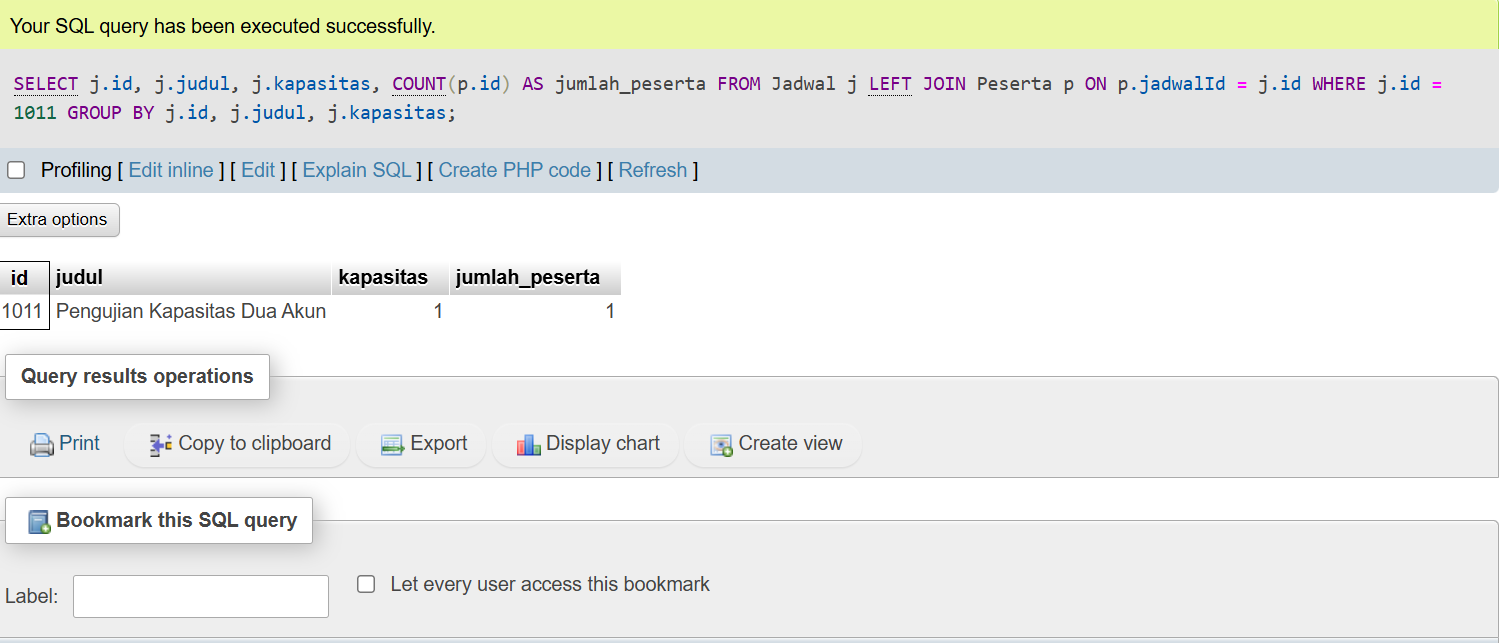 Your SQL query has been executed successfully.
SELECT j.id, j.judul, j.kapasitas, COUNT(p.id) AS jumlah_peserta FROM Jadwal j LEFT JOIN Peserta p ON p.jadwalId = j.id WHERE j.id =
1011 GROUP BY j.id, j.judul, j.kapasitas;
Profiling [ Edit inline ] [ Edit ] [ Explain SQL ] [ Create PHP code ] [ Refresh ]
Extra options
id judul kapasitas jumlah_peserta
1011 Pengujian Kapasitas Dua Akun 1 1
Query results operations
Print Copy to clipboard Export Display chart Create view
Bookmark this SQL query
Label: Let every user access this bookmark